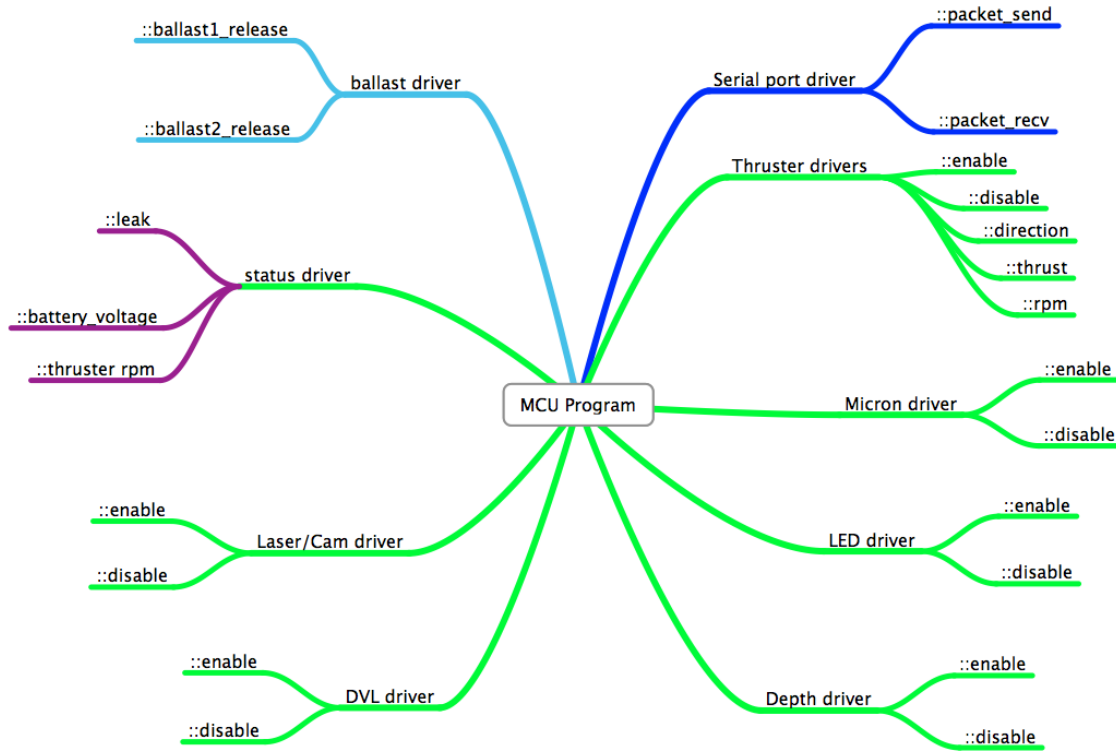 MCU Program
Serial port driver
::packet_send
::packet_recv
Thruster drivers
::enable
::disable
::direction
::thrust
::rpm
Micron driver
::enable
::disable
LED driver
::enable
::disable
Depth driver
::enable
::disable
ballast driver
::ballast1_release
::ballast2_release
status driver
::leak
::battery_voltage
::thruster rpm
Laser/Cam driver
::enable
::disable
DVL driver
::enable
::disable